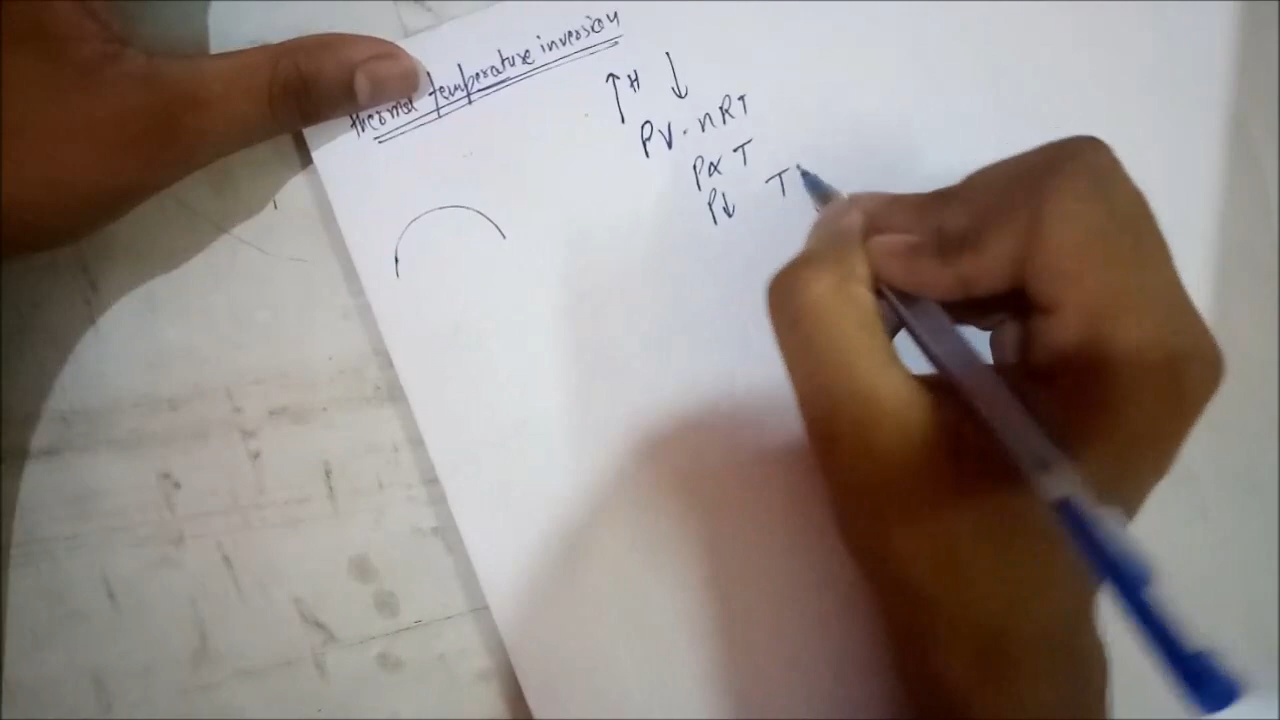 thermal temperature inversion
↑ H ↓
PV = nRT
P ∝ T
P↓ T